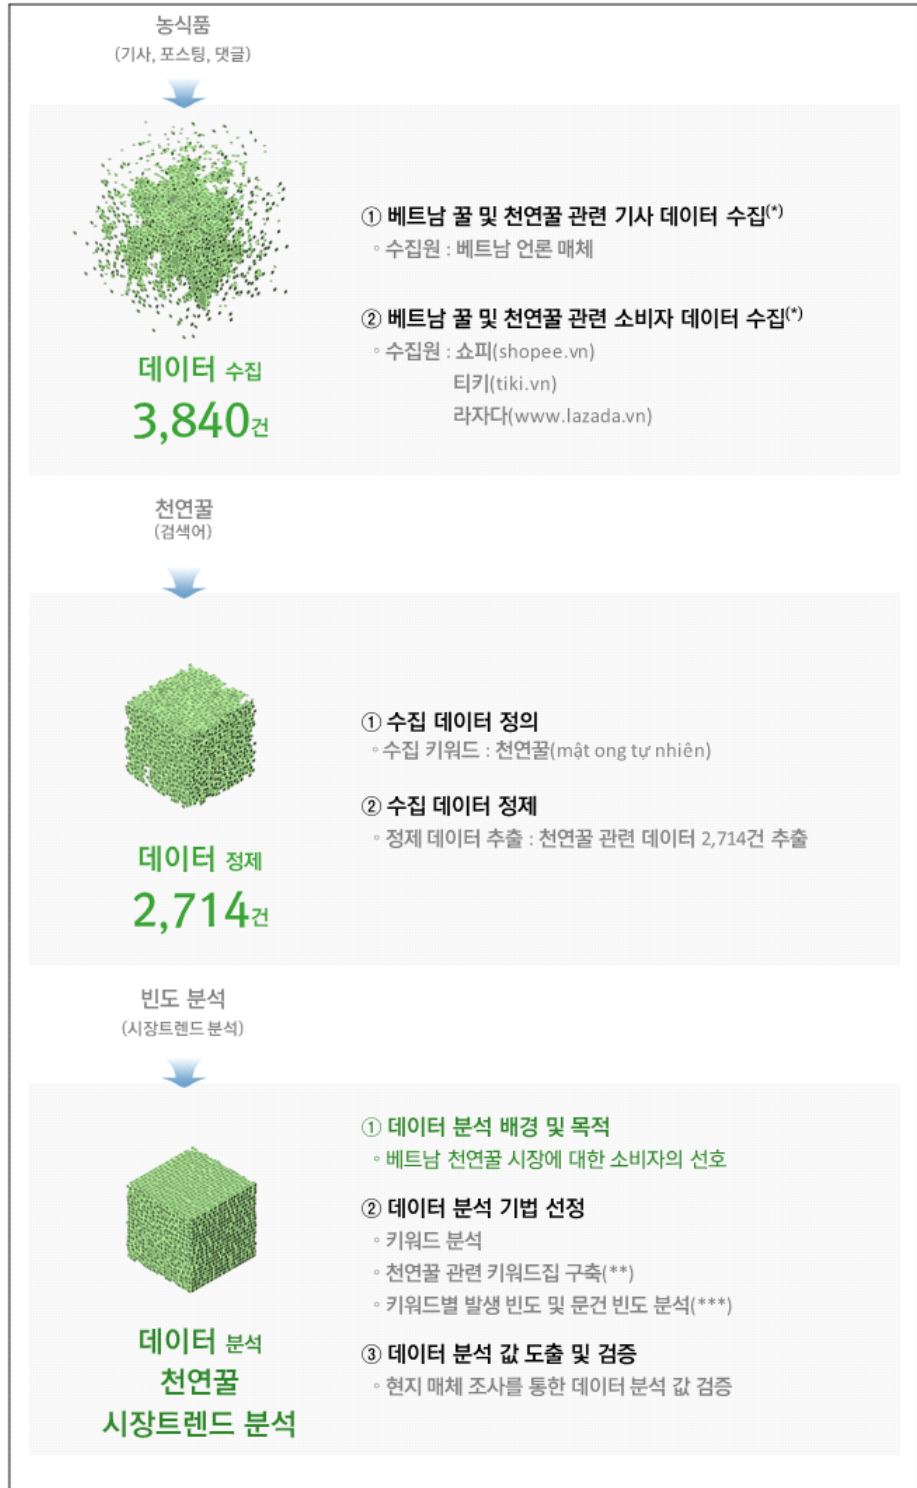 농식품
(기사, 포스팅, 댓글)
① 베트남 꿀 및 천연꿀 관련 기사 데이터 수집(*)
◦ 수집원 : 베트남 언론 매체
② 베트남 꿀 및 천연꿀 관련 소비자 데이터 수집(*)
◦ 수집원 : 쇼피(shopee.vn)
티키(tiki.vn)
라자다(www.lazada.vn)
데이터 수집
3,840건
천연꿀
(검색어)
① 수집 데이터 정의
◦ 수집 키워드 : 천연꿀(mật ong tự nhiên)
② 수집 데이터 정제
◦ 정제 데이터 추출 : 천연꿀 관련 데이터 2,714건 추출
데이터 정제
2,714건
빈도 분석
(시장트렌드 분석)
① 데이터 분석 배경 및 목적
◦ 베트남 천연꿀 시장에 대한 소비자의 선호
② 데이터 분석 기법 선정
◦ 키워드 분석
◦ 천연꿀 관련 키워드집 구축(**)
◦ 키워드별 발생 빈도 및 문건 빈도 분석(***)
③ 데이터 분석 값 도출 및 검증
◦ 현지 매체 조사를 통한 데이터 분석 값 검증
데이터 분석
천연꿀
시장트렌드 분석